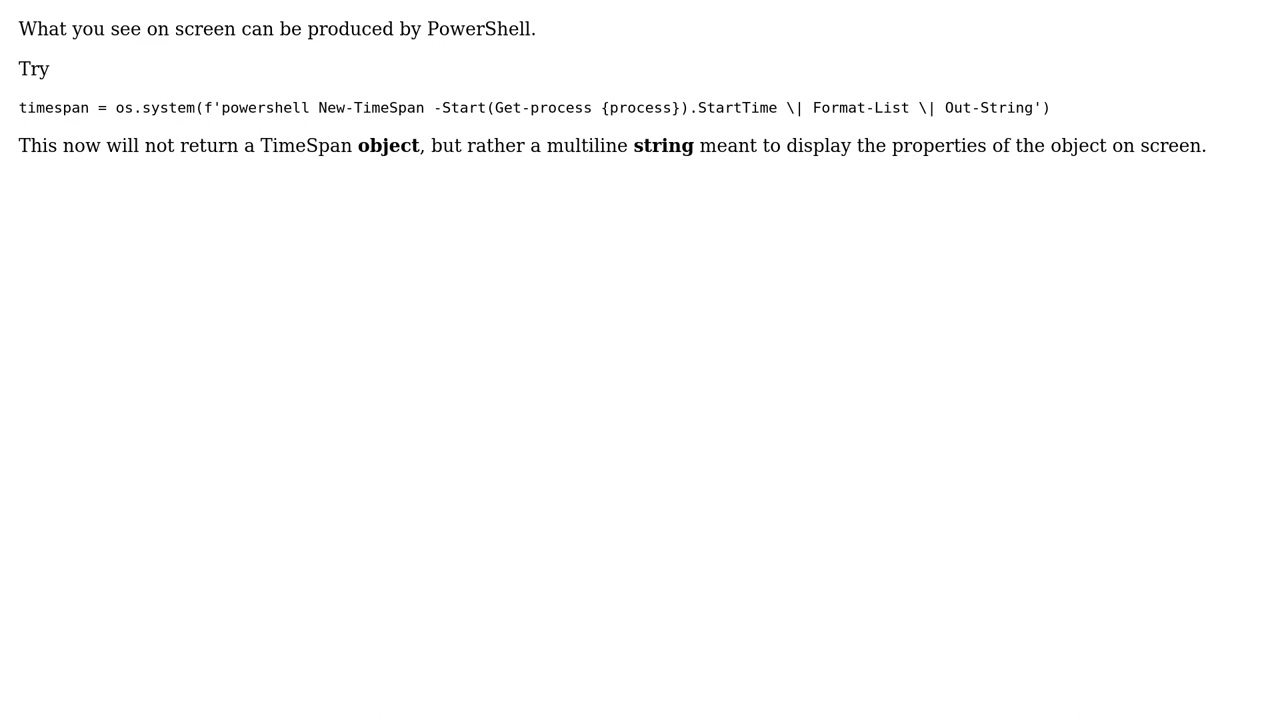 What you see on screen can be produced by PowerShell.
Try
timespan = os.system(f'powershell New-TimeSpan -Start(Get-process {process}).StartTime \| Format-List \| Out-String')
This now will not return a TimeSpan object, but rather a multiline string meant to display the properties of the object on screen.